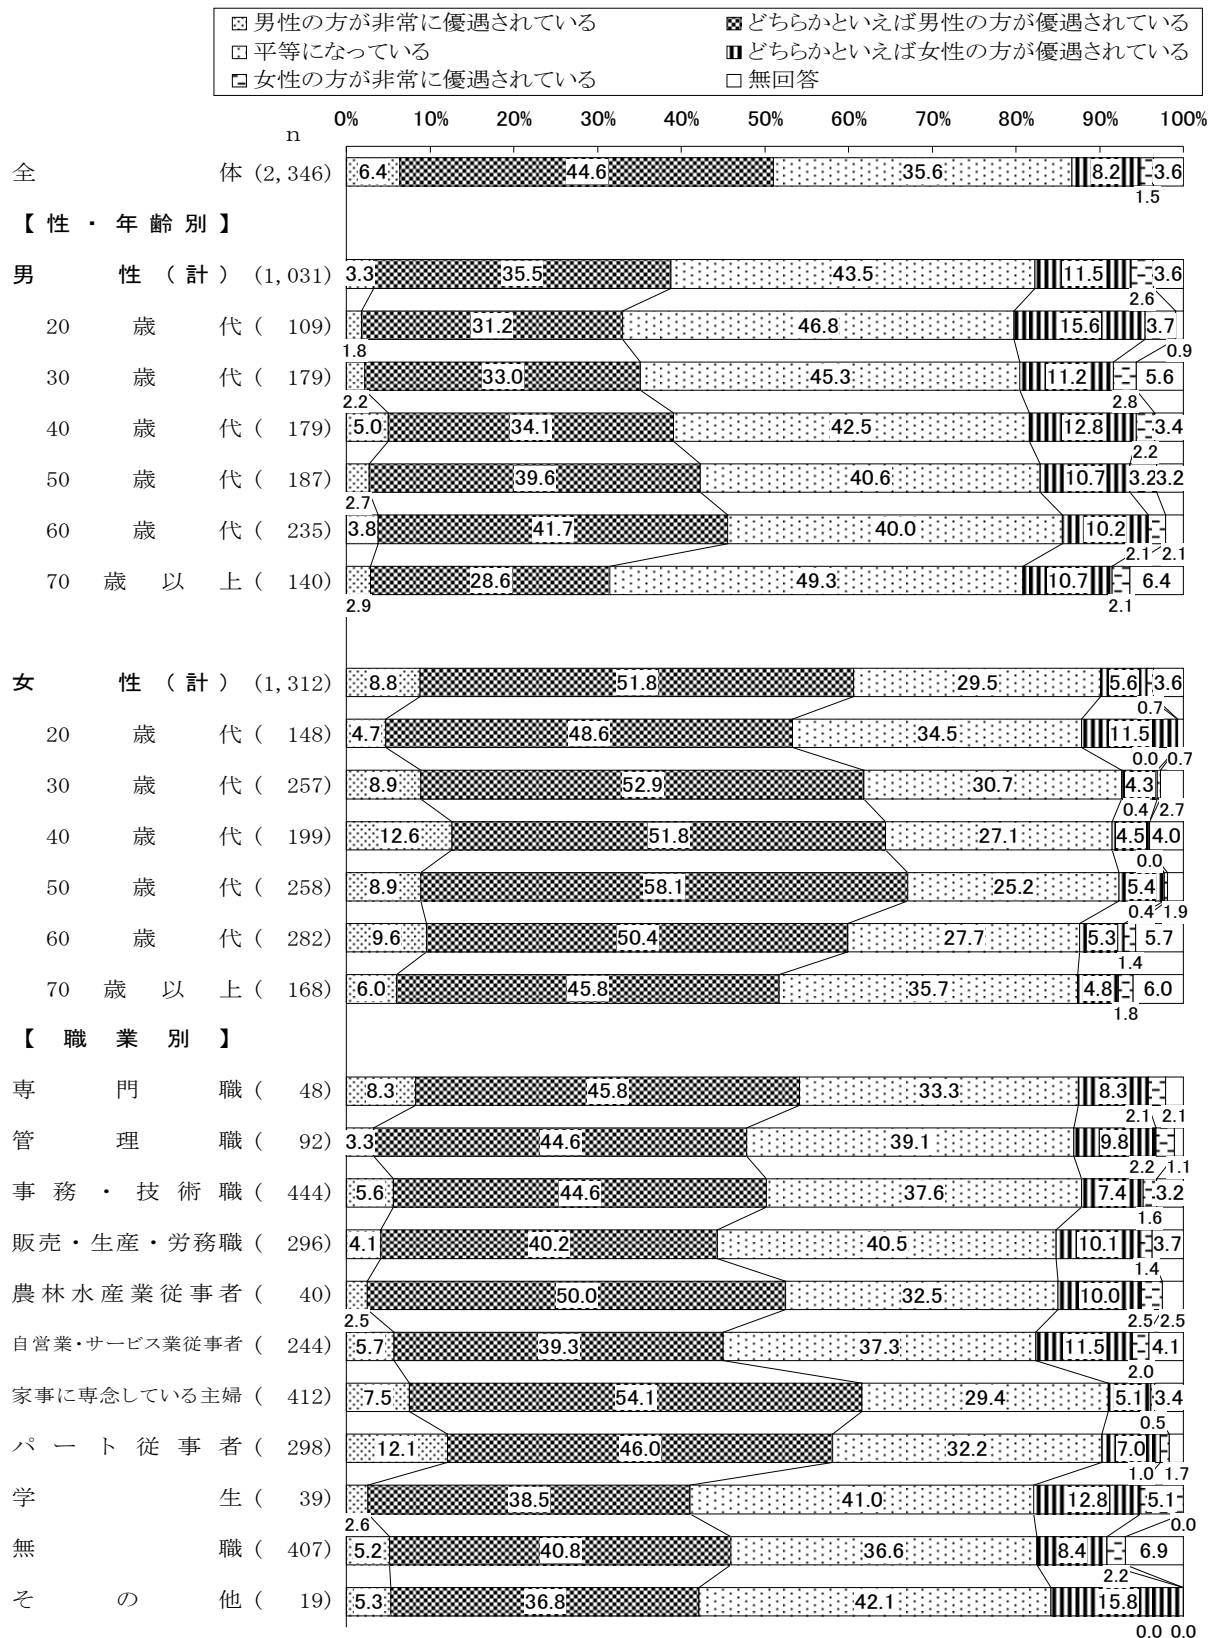 男性の方が非常に優遇されている どちらかといえば男性の方が優遇されている
平等になっている どちらかといえば女性の方が優遇されている
女性の方が非常に優遇されている 無回答
0% 10% 20% 30% 40% 50% 60% 70% 80% 90% 100%
n
全体 (2,346) 6.4 44.6 35.6 8.2 3.6
1.5
【性・年齢別】
男性(計) (1,031) 3.3 35.5 43.5 11.5 3.6
2.6
20歳代 (109) 31.2 46.8 15.6 3.7
1.8 0.9
30歳代 (179) 33.0 45.3 11.2 5.6
2.2 2.8
40歳代 (179) 5.0 34.1 42.5 12.8 3.4
2.2
50歳代 (187) 39.6 40.6 10.7 3.2 3.2
2.7
60歳代 (235) 3.8 41.7 40.0 10.2
2.1 2.1
70歳以上 (140) 28.6 49.3 10.7 6.4
2.9 2.1
女性(計) (1,312) 8.8 51.8 29.5 5.6 3.6
0.7
20歳代 (148) 4.7 48.6 34.5 11.5
0.0 0.7
30歳代 (257) 8.9 52.9 30.7 4.3
0.4 2.7
40歳代 (199) 12.6 51.8 27.1 4.5 4.0
0.0
50歳代 (258) 8.9 58.1 25.2 5.4
0.4 1.9
60歳代 (282) 9.6 50.4 27.7 5.3 5.7
1.4
70歳以上 (168) 6.0 45.8 35.7 4.8 6.0
1.8
【職業別】
専門職 (48) 8.3 45.8 33.3 8.3
2.1 2.1
管理職 (92) 3.3 44.6 39.1 9.8
2.2 1.1
事務・技術職 (444) 5.6 44.6 37.6 7.4 3.2
1.6
販売・生産・労務職 (296) 4.1 40.2 40.5 10.1 3.7
1.4
農林水産業従事者 (40) 50.0 32.5 10.0
2.5 2.5 2.5
自営業・サービス業従事者 (244) 5.7 39.3 37.3 11.5 4.1
2.0
家事に専念している主婦 (412) 7.5 54.1 29.4 5.1 3.4
0.5
パート従事者 (298) 12.1 46.0 32.2 7.0
1.0 1.7
学生 (39) 38.5 41.0 12.8 5.1
2.6 0.0
無職 (407) 5.2 40.8 36.6 8.4 6.9
2.2
その他 (19) 5.3 36.8 42.1 15.8
0.0 0.0